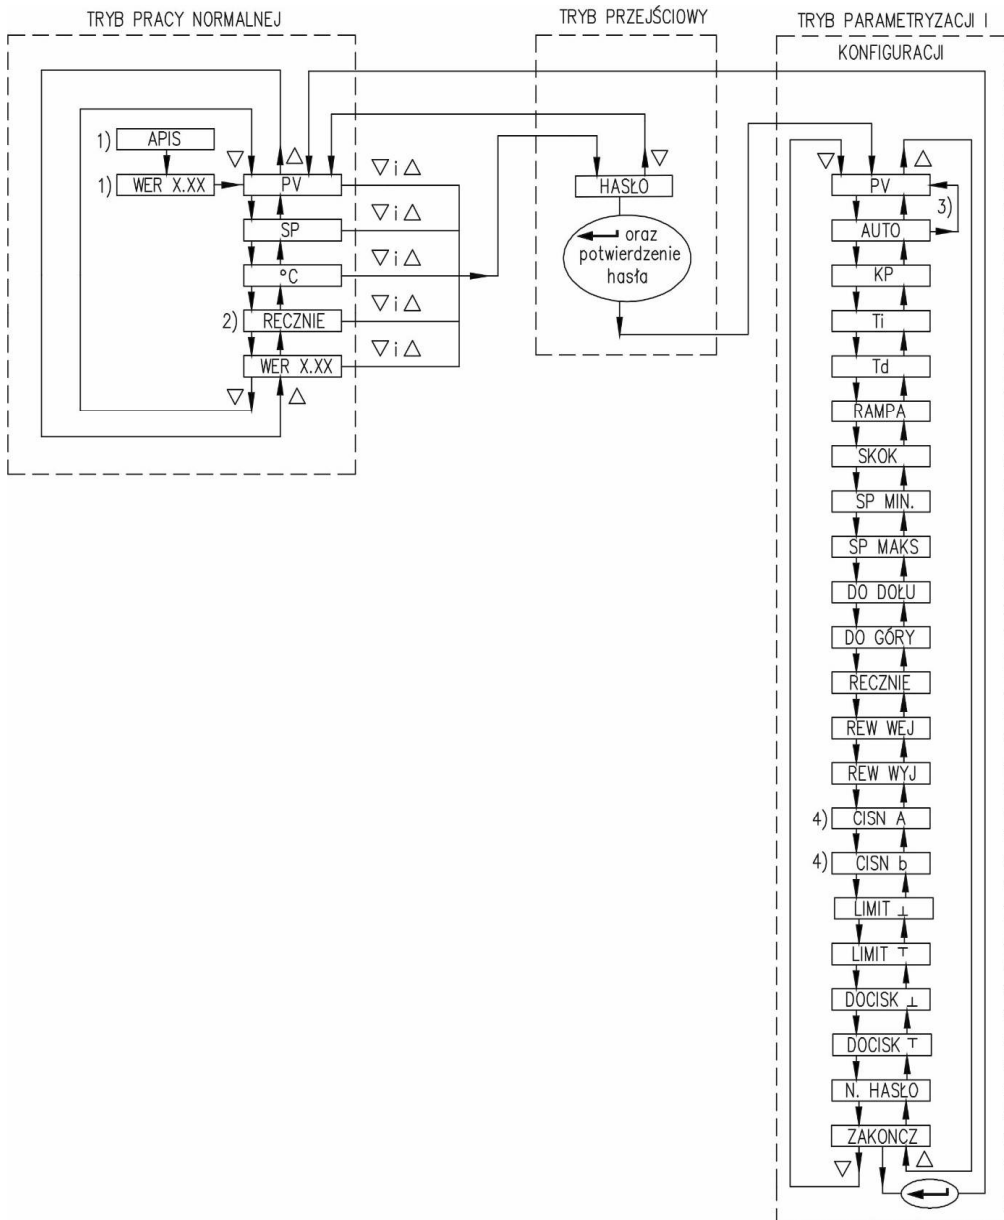 TRYB PRACY NORMALNEJ
1) APIS
1) WER X.XX
▽ △
PV ▽ i △
SP ▽ i △
°C ▽ i △
2) RECZNIE ▽ i △
WER X.XX ▽ i △
▽ △
TRYB PRZEJŚCIOWY
▽
HASŁO
oraz
potwierdzenie
hasła
TRYB PARAMETRYZACJI I
KONFIGURACJI
▽ △
PV
3)
AUTO
KP
Ti
Td
RAMPA
SKOK
SP MIN.
SP MAKS
DO DOŁU
DO GÓRY
RECZNIE
REW WEJ
REW WYJ
4) CISN A
4) CISN b
LIMIT ⊥
LIMIT ⊤
DOCISK ⊥
DOCISK ⊤
N. HASŁO
ZAKONCZ
▽ △